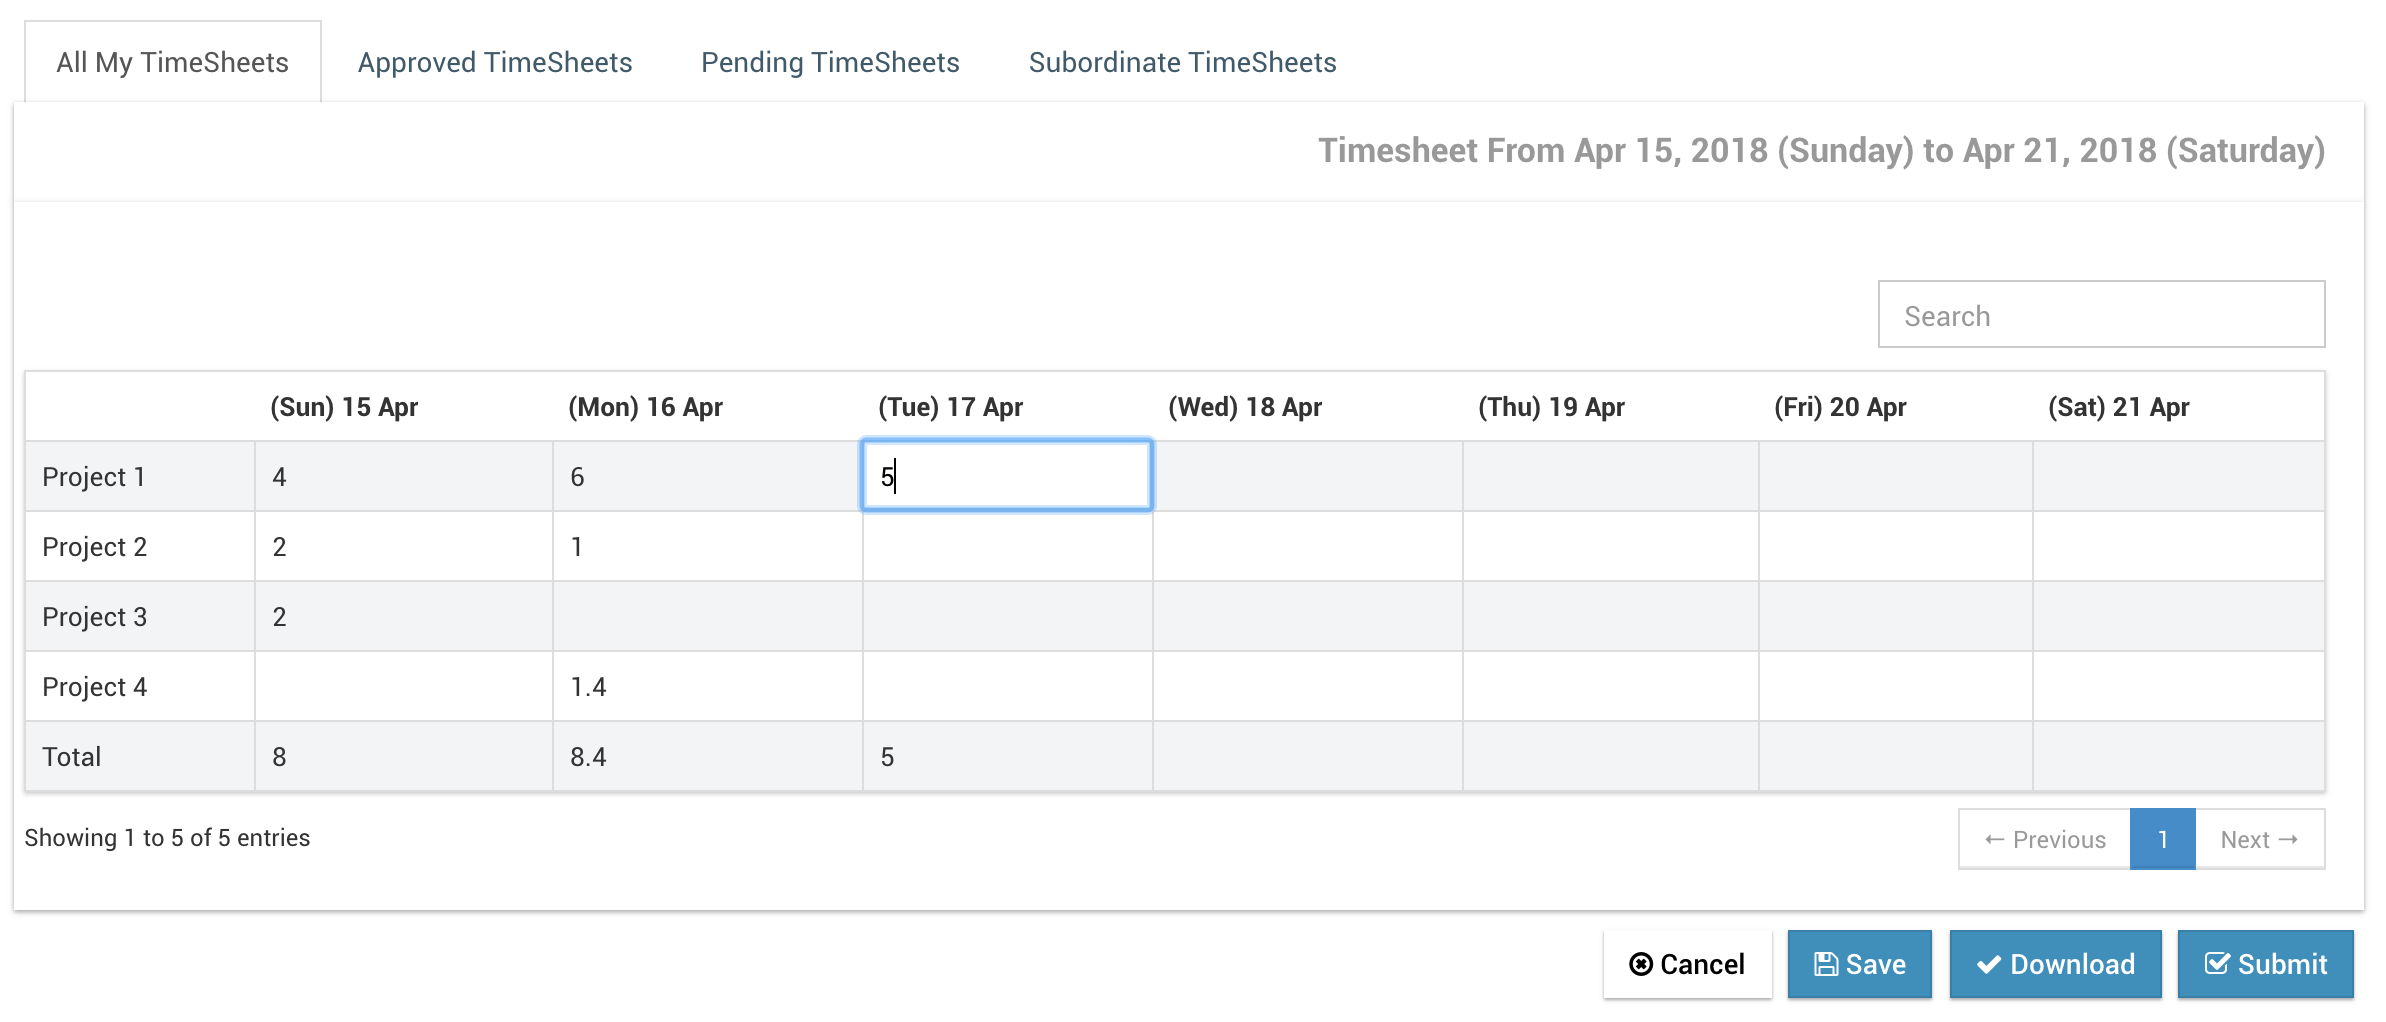 All My TimeSheets Approved TimeSheets Pending TimeSheets Subordinate TimeSheets
Timesheet From Apr 15, 2018 (Sunday) to Apr 21, 2018 (Saturday)
Search
(Sun) 15 Apr (Mon) 16 Apr (Tue) 17 Apr (Wed) 18 Apr (Thu) 19 Apr (Fri) 20 Apr (Sat) 21 Apr
Project 1 4 6 5
Project 2 2 1
Project 3 2
Project 4 1.4
Total 8 8.4 5
Showing 1 to 5 of 5 entries ← Previous 1 Next →
Cancel Save Download Submit